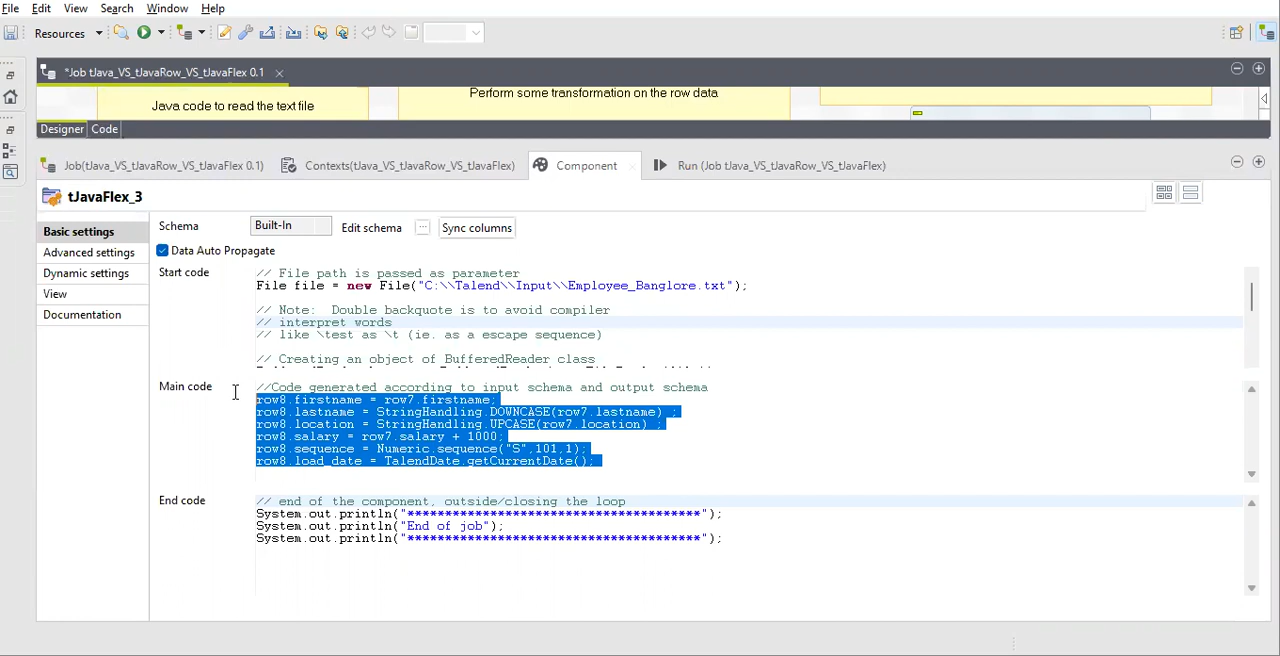 File Edit View Search Window Help
Resources
*Job tJava_VS_tJavaRow_VS_tJavaFlex 0.1
Java code to read the text file
Perform some transformation on the row data
Designer Code
Job(tJava_VS_tJavaRow_VS_tJavaFlex 0.1) Contexts(tJava_VS_tJavaRow_VS_tJavaFlex) Component Run (Job tJava_VS_tJavaRow_VS_tJavaFlex)
tJavaFlex_3
Basic settings
Advanced settings
Dynamic settings
View
Documentation
Schema Built-In Edit schema ... Sync columns
Data Auto Propagate
Start code
// File path is passed as parameter
File file = new File("C:\\Talend\\Input\\Employee_Banglore.txt");
// Note:  Double backquote is to avoid compiler
// interpret words
// like \test as \t (ie. as a escape sequence)
// Creating an object of BufferedReader class
Main code
//Code generated according to input schema and output schema
row8.firstname = row7.firstname;
row8.lastname = StringHandling.DOWNCASE(row7.lastname) ;
row8.location = StringHandling.UPCASE(row7.location) ;
row8.salary = row7.salary + 1000;
row8.sequence = Numeric.sequence("S",101,1);
row8.load_date = TalendDate.getCurrentDate();
End code
// end of the component, outside/closing the loop
System.out.println("****************************************");
System.out.println("End of job");
System.out.println("****************************************");